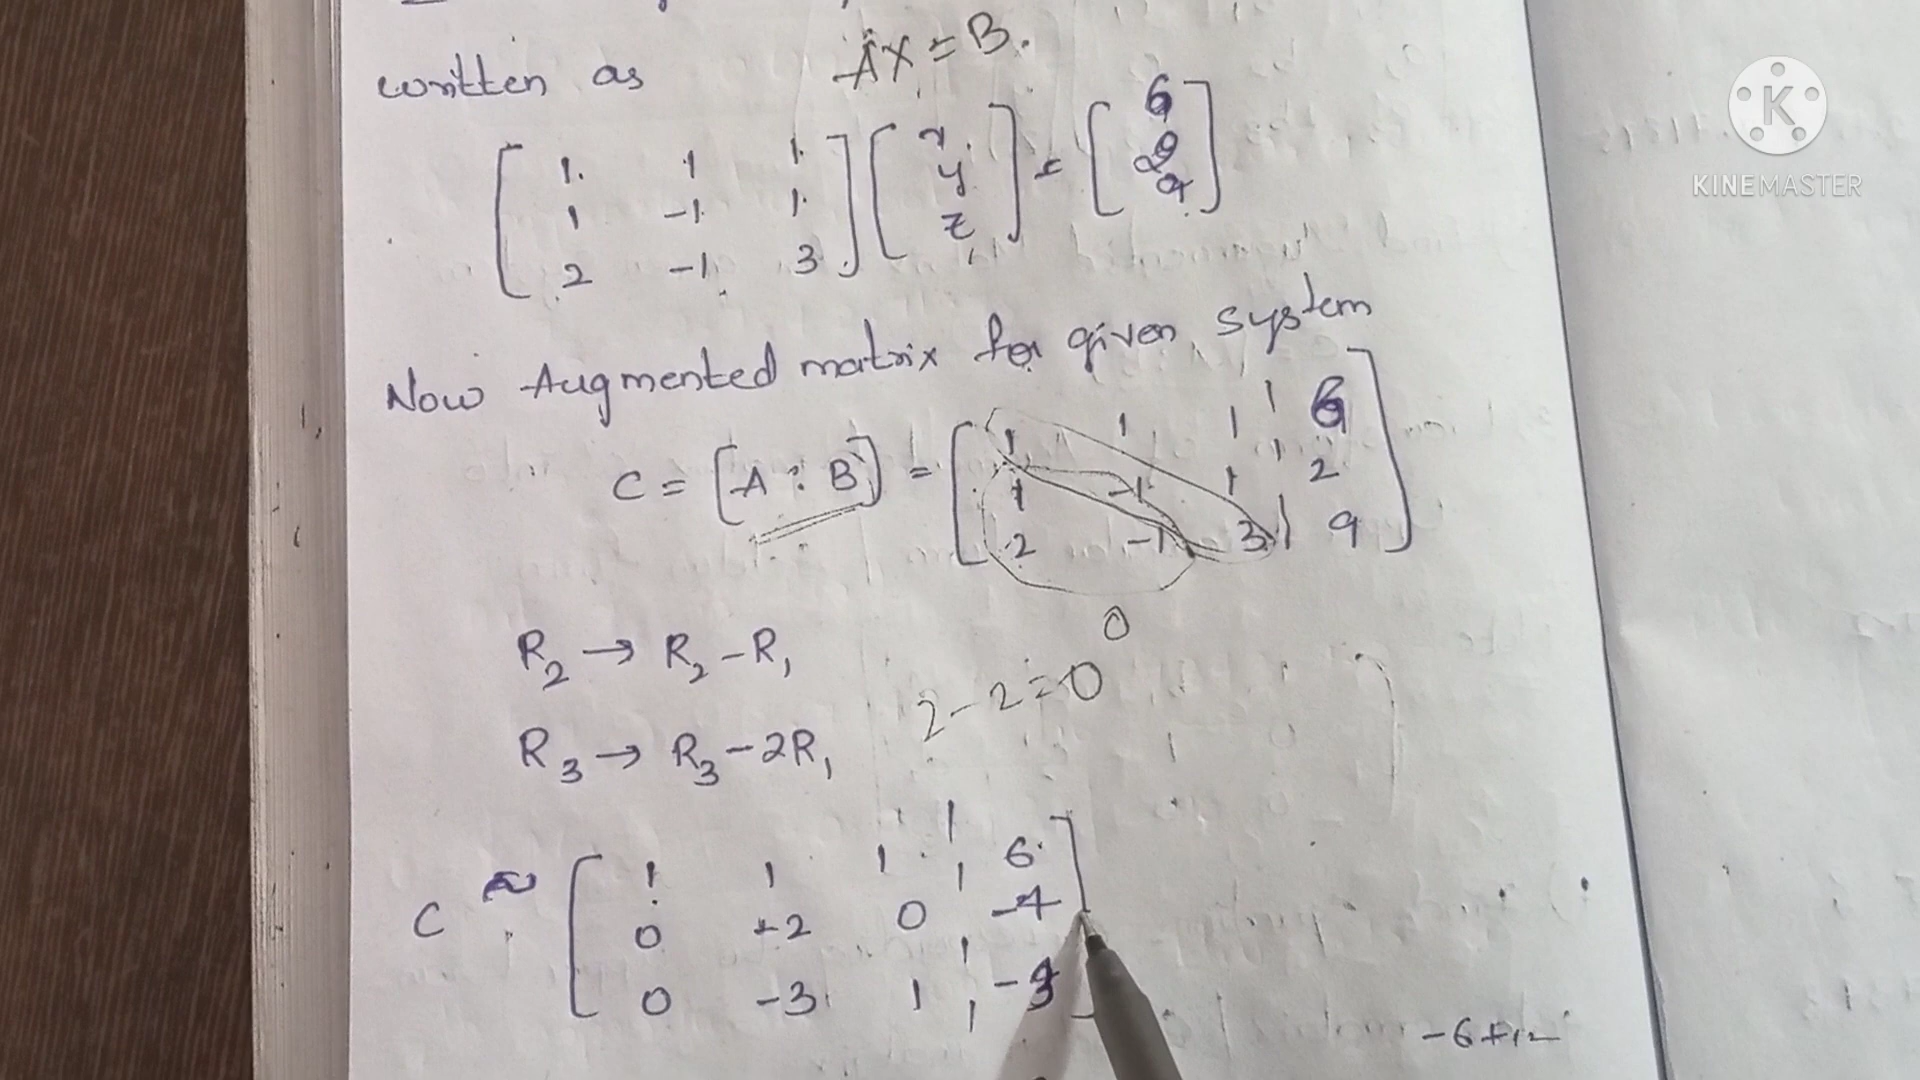 written as AX = B.
[ 1 1 1 ] [ x ] = [ 6 ]
[ 1 -1 1 ] [ y ] [ 2 ]
[ 2 -1 3 ] [ z ] [ 9 ]
KINEMASTER
Now Augmented matrix for given system
C = [A : B] = [ 1 1 1 | 6 ]
[ 1 -1 1 | 2 ]
[ 2 -1 3 | 9 ]
0
R₂ → R₂ - R₁
2 - 2 = 0
R₃ → R₃ - 2R₁
C ~ [ 1 1 1 | 6 ]
[ 0 -2 0 | -4 ]
[ 0 -3 1 | -3 ]
-6+12